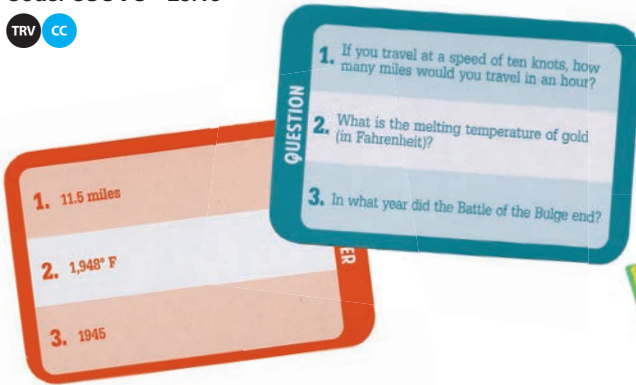 TRV CC
QUESTION
1. If you travel at a speed of ten knots, how
many miles would you travel in an hour?
2. What is the melting temperature of gold
(in Fahrenheit)?
3. In what year did the Battle of the Bulge end?
1. 11.5 miles
2. 1,948° F
3. 1945
ER